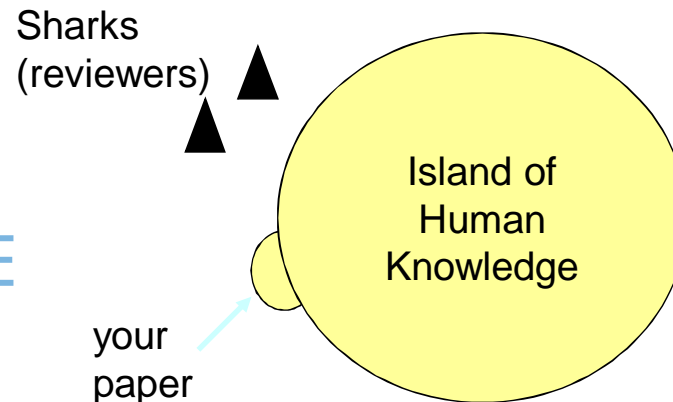 Sharks
(reviewers)
Island of
Human
Knowledge
E
your
paper